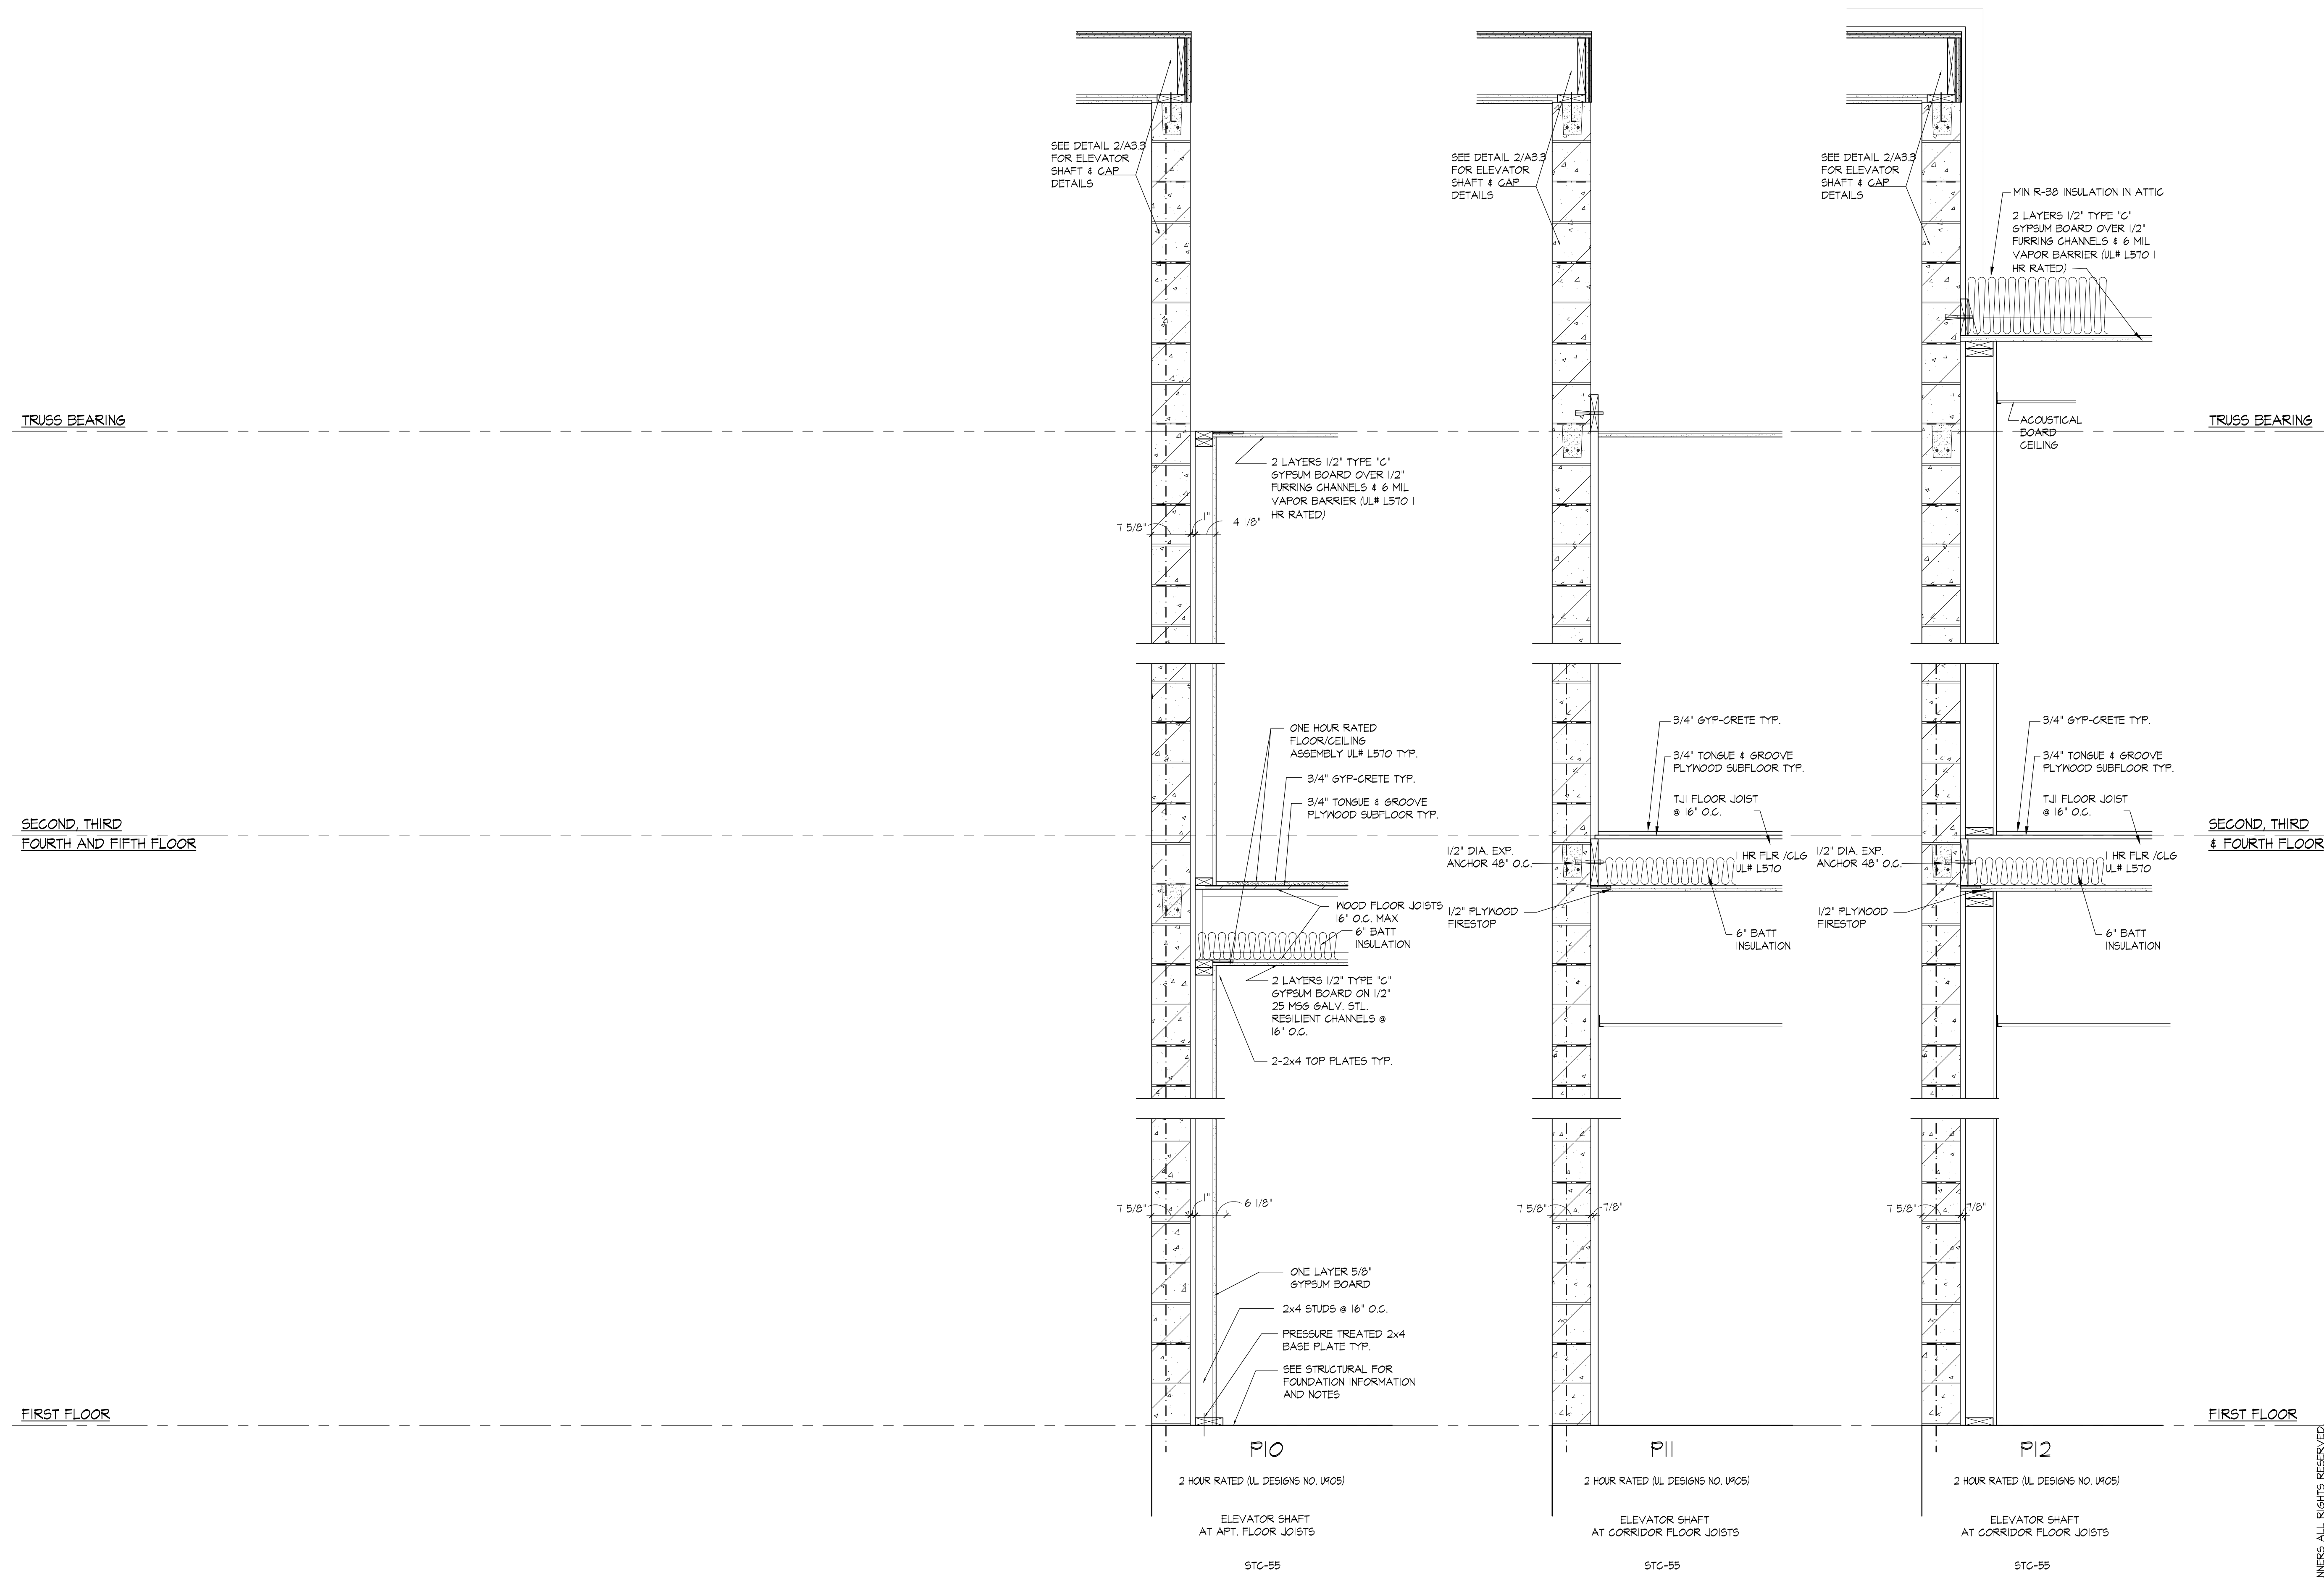 SEE DETAIL 2/A3.3
FOR ELEVATOR
SHAFT & CAP
DETAILS
SEE DETAIL 2/A3.3
FOR ELEVATOR
SHAFT & CAP
DETAILS
SEE DETAIL 2/A3.3
FOR ELEVATOR
SHAFT & CAP
DETAILS
MIN R-38 INSULATION IN ATTIC
2 LAYERS 1/2" TYPE "C"
GYPSUM BOARD OVER 1/2"
FURRING CHANNELS & 6 MIL
VAPOR BARRIER (UL# L570 1
HR RATED)
TRUSS BEARING
ACOUSTICAL
BOARD
CEILING
TRUSS BEARING
2 LAYERS 1/2" TYPE "C"
GYPSUM BOARD OVER 1/2"
FURRING CHANNELS & 6 MIL
VAPOR BARRIER (UL# L570 1
HR RATED)
7 5/8"
1"
4 1/8"
ONE HOUR RATED
FLOOR/CEILING
ASSEMBLY UL# L570 TYP.
3/4" GYP-CRETE TYP.
3/4" TONGUE & GROOVE
PLYWOOD SUBFLOOR TYP.
3/4" GYP-CRETE TYP.
3/4" TONGUE & GROOVE
PLYWOOD SUBFLOOR TYP.
TJI FLOOR JOIST
@ 16" O.C.
3/4" GYP-CRETE TYP.
3/4" TONGUE & GROOVE
PLYWOOD SUBFLOOR TYP.
TJI FLOOR JOIST
@ 16" O.C.
SECOND, THIRD
FOURTH AND FIFTH FLOOR
SECOND, THIRD
& FOURTH FLOOR
1/2" DIA. EXP.
ANCHOR 48" O.C.
1 HR FLR /CLG
UL# L570
1/2" DIA. EXP.
ANCHOR 48" O.C.
1 HR FLR /CLG
UL# L570
WOOD FLOOR JOISTS
16" O.C. MAX
6" BATT
INSULATION
1/2" PLYWOOD
FIRESTOP
6" BATT
INSULATION
1/2" PLYWOOD
FIRESTOP
6" BATT
INSULATION
2 LAYERS 1/2" TYPE "C"
GYPSUM BOARD ON 1/2"
25 MSG GALV. STL.
RESILIENT CHANNELS @
16" O.C.
2-2x4 TOP PLATES TYP.
7 5/8"
1"
6 1/8"
7 5/8"
7/8"
7 5/8"
7/8"
ONE LAYER 5/8"
GYPSUM BOARD
2x4 STUDS @ 16" O.C.
PRESSURE TREATED 2x4
BASE PLATE TYP.
SEE STRUCTURAL FOR
FOUNDATION INFORMATION
AND NOTES
FIRST FLOOR
FIRST FLOOR
P10
2 HOUR RATED (UL DESIGNS NO. U905)
ELEVATOR SHAFT
AT APT. FLOOR JOISTS
STC-55
P11
2 HOUR RATED (UL DESIGNS NO. U905)
ELEVATOR SHAFT
AT CORRIDOR FLOOR JOISTS
STC-55
P12
2 HOUR RATED (UL DESIGNS NO. U905)
ELEVATOR SHAFT
AT CORRIDOR FLOOR JOISTS
STC-55
ALL RIGHTS RESERVED